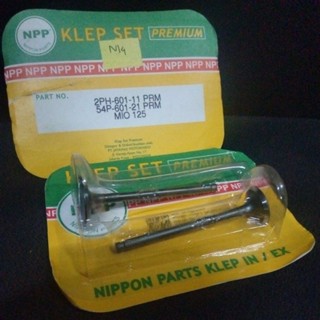 NPP
KLEP SET PREMIUM
N14
NPP NPP
NPP NPP NPP NPP
PART NO.
2PH-601-11 PRM
54P-601-21 PRM
MIO 125
KLEP SET PREMIUM
NPP NPP
NIPPON PARTS KLEP IN / EX